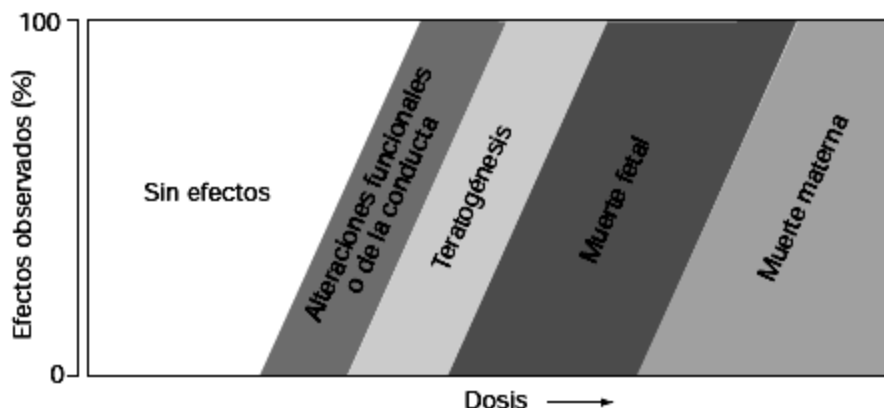 100
Efectos observados (%)
0
Sin efectos
Alteraciones funcionales
o de la conducta
Teratogénesis
Muerte fetal
Muerte materna
Dosis